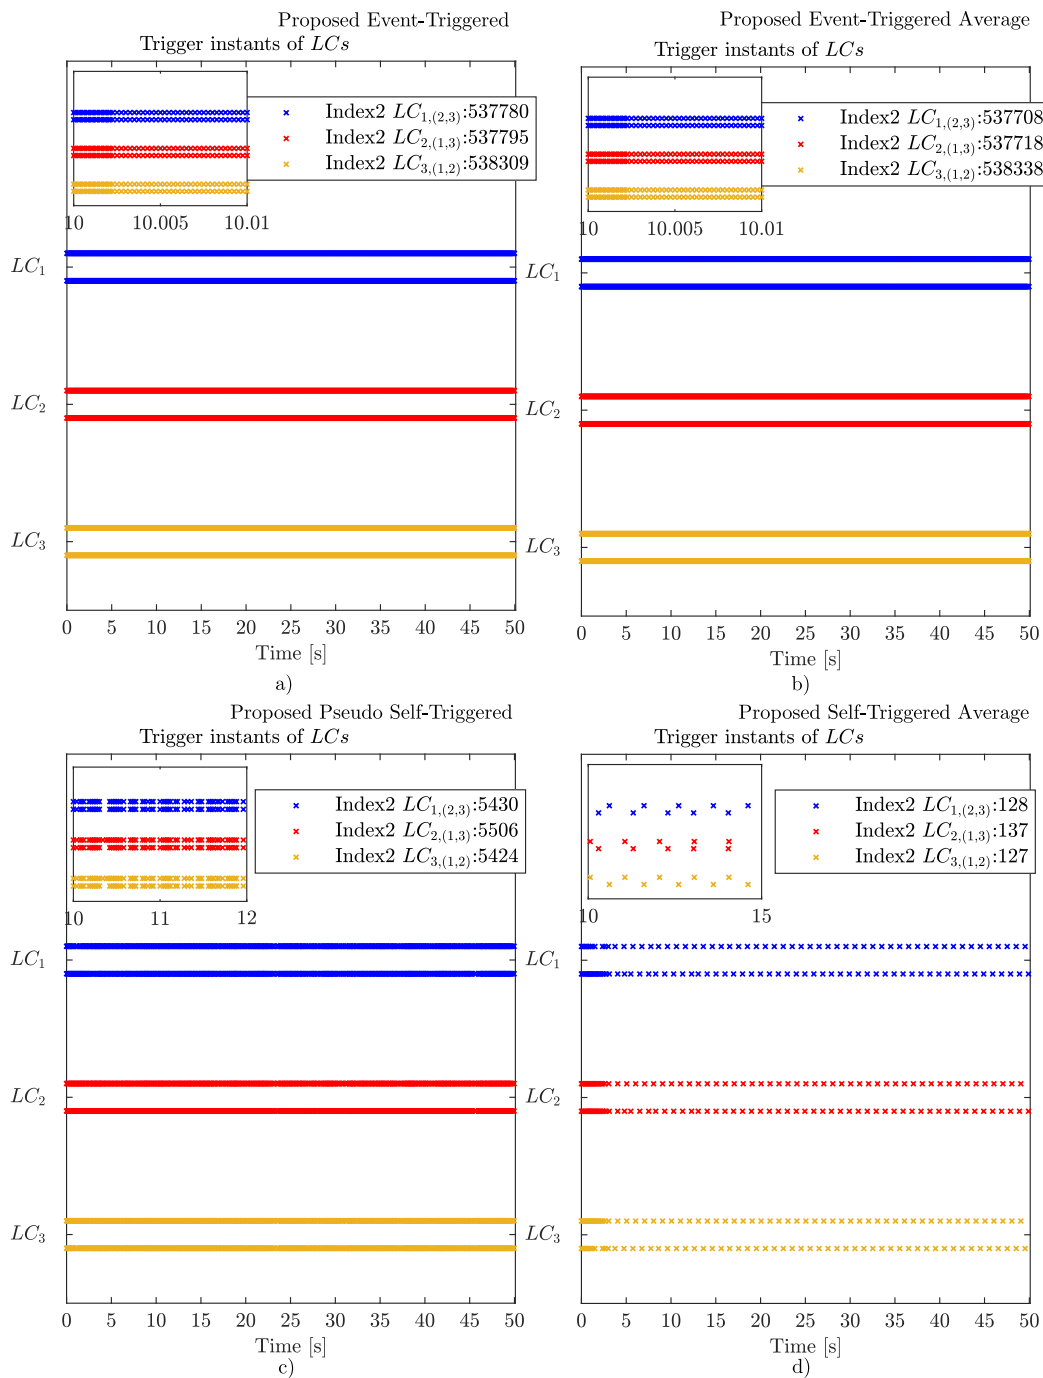 Proposed Event-Triggered
Trigger instants of LCs
Index2 LC1,(2,3):537780
Index2 LC2,(1,3):537795
Index2 LC3,(1,2):538309
10 10.005 10.01
LC1
LC2
LC3
0 5 10 15 20 25 30 35 40 45 50
Time [s]
a)
Proposed Event-Triggered Average
Trigger instants of LCs
Index2 LC1,(2,3):537708
Index2 LC2,(1,3):537718
Index2 LC3,(1,2):538338
10 10.005 10.01
LC1
LC2
LC3
0 5 10 15 20 25 30 35 40 45 50
Time [s]
b)
Proposed Pseudo Self-Triggered
Trigger instants of LCs
Index2 LC1,(2,3):5430
Index2 LC2,(1,3):5506
Index2 LC3,(1,2):5424
10 11 12
LC1
LC2
LC3
0 5 10 15 20 25 30 35 40 45 50
Time [s]
c)
Proposed Self-Triggered Average
Trigger instants of LCs
Index2 LC1,(2,3):128
Index2 LC2,(1,3):137
Index2 LC3,(1,2):127
10 15
LC1
LC2
LC3
0 5 10 15 20 25 30 35 40 45 50
Time [s]
d)